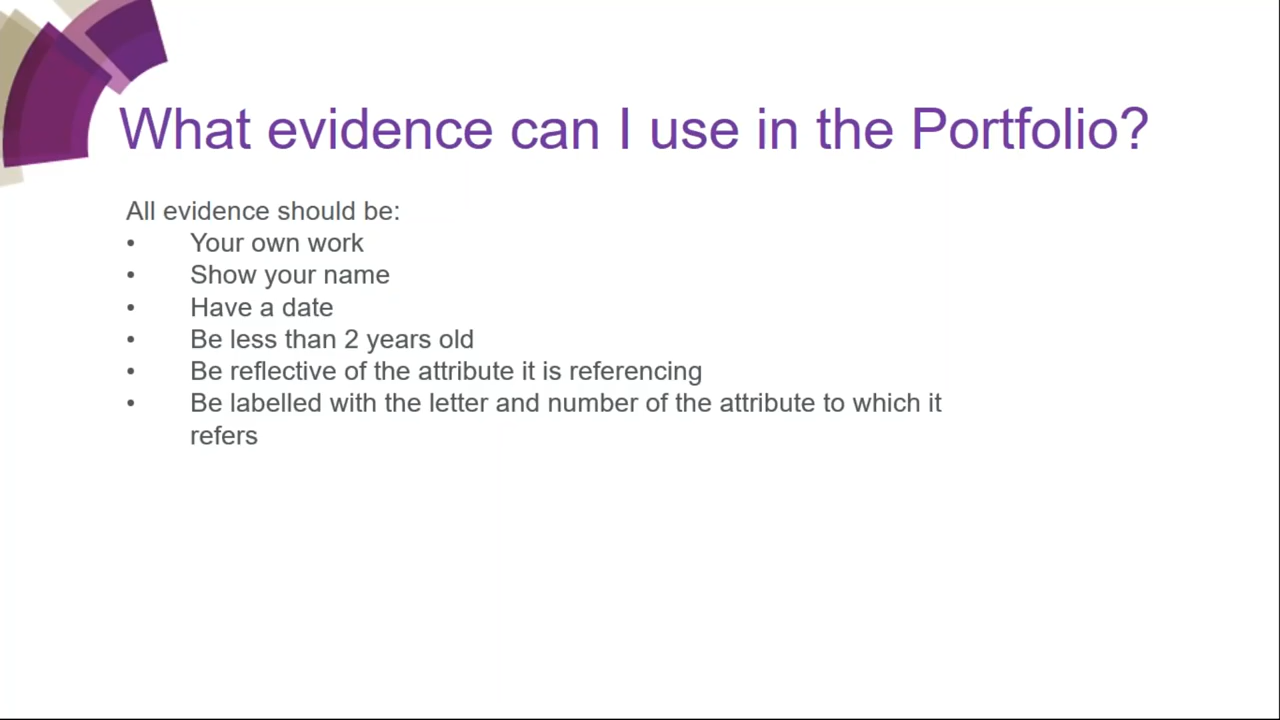 What evidence can I use in the Portfolio?
All evidence should be:
• Your own work
• Show your name
• Have a date
• Be less than 2 years old
• Be reflective of the attribute it is referencing
• Be labelled with the letter and number of the attribute to which it
refers